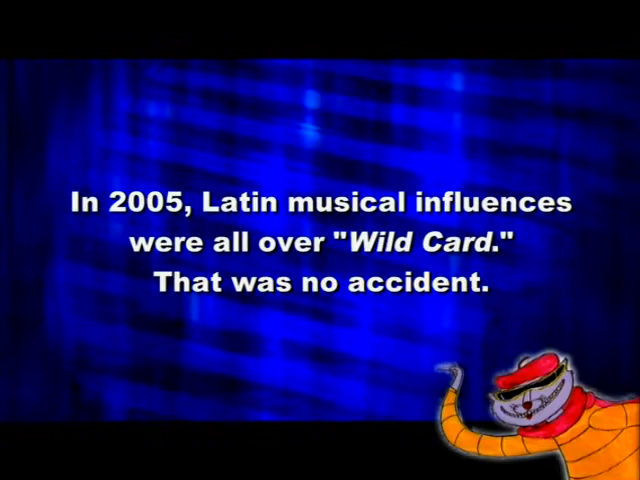 In 2005, Latin musical influences
were all over "Wild Card."
That was no accident.